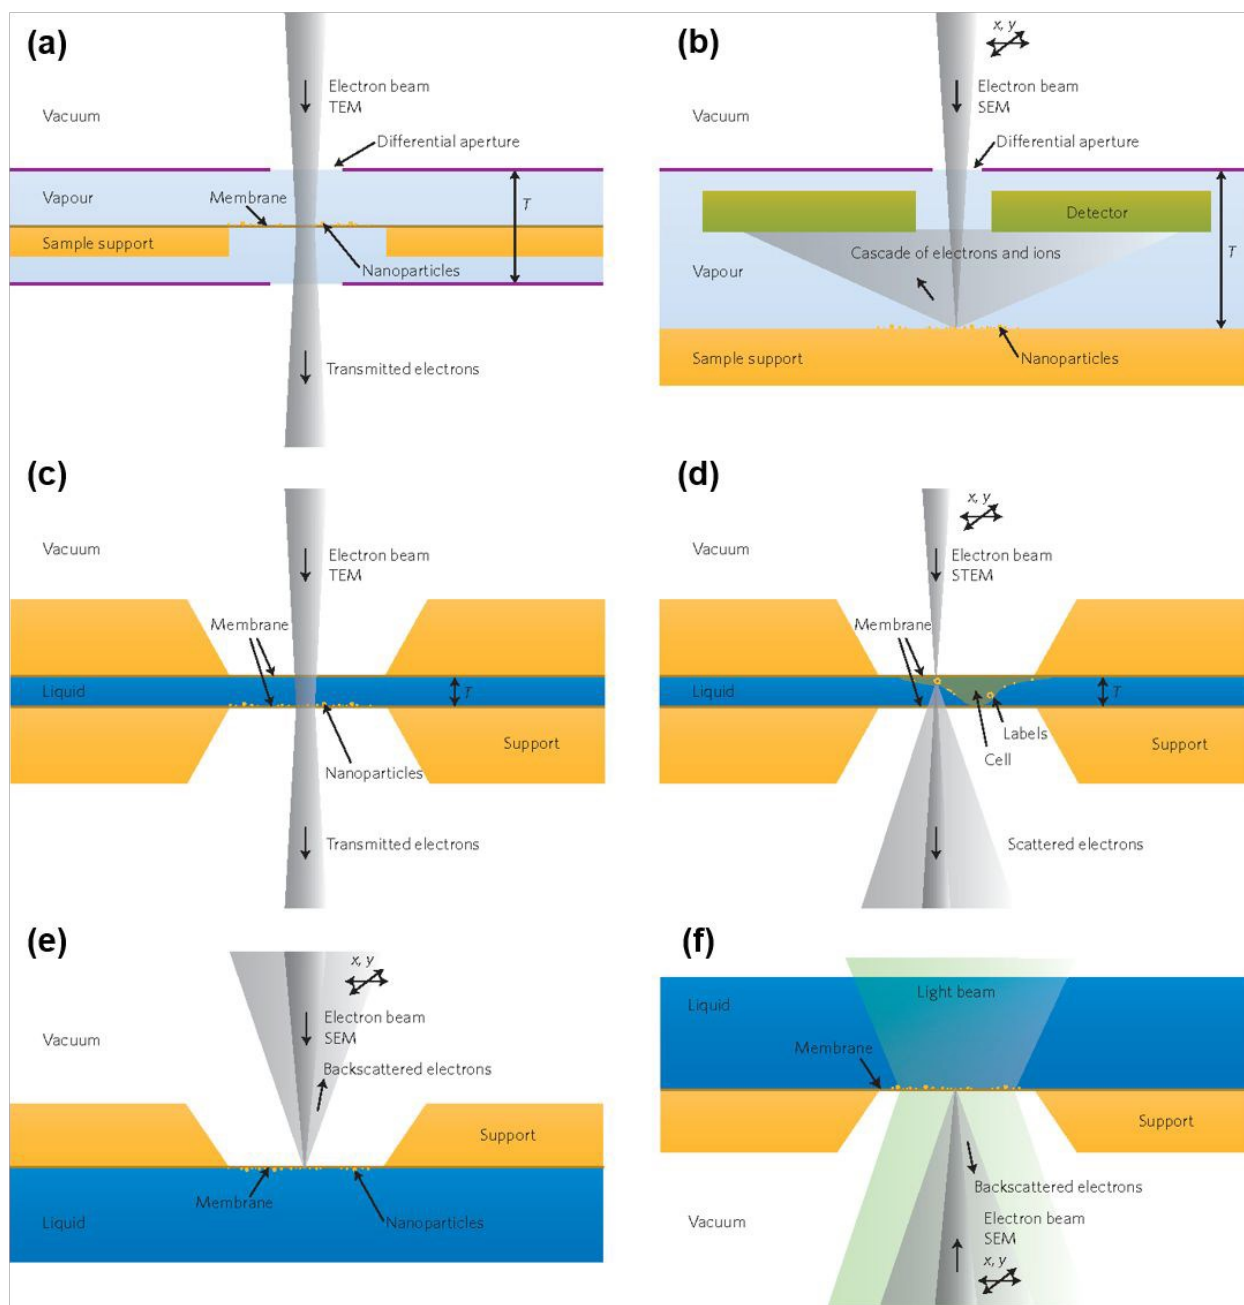 (a)
Electron beam
TEM
Vacuum
Differential aperture
Vapour
Membrane
T
Sample support
Nanoparticles
Transmitted electrons
(b)
x, y
Electron beam
SEM
Vacuum
Differential aperture
Detector
Cascade of electrons and ions
T
Vapour
Sample support
Nanoparticles
(c)
Vacuum
Electron beam
TEM
Membrane
Liquid
T
Support
Nanoparticles
Transmitted electrons
(d)
x, y
Vacuum
Electron beam
STEM
Membrane
Liquid
T
Labels
Cell
Support
Scattered electrons
(e)
x, y
Electron beam
SEM
Vacuum
Backscattered electrons
Support
Membrane
Liquid
Nanoparticles
(f)
Light beam
Liquid
Membrane
Support
Backscattered electrons
Vacuum
Electron beam
SEM
x, y